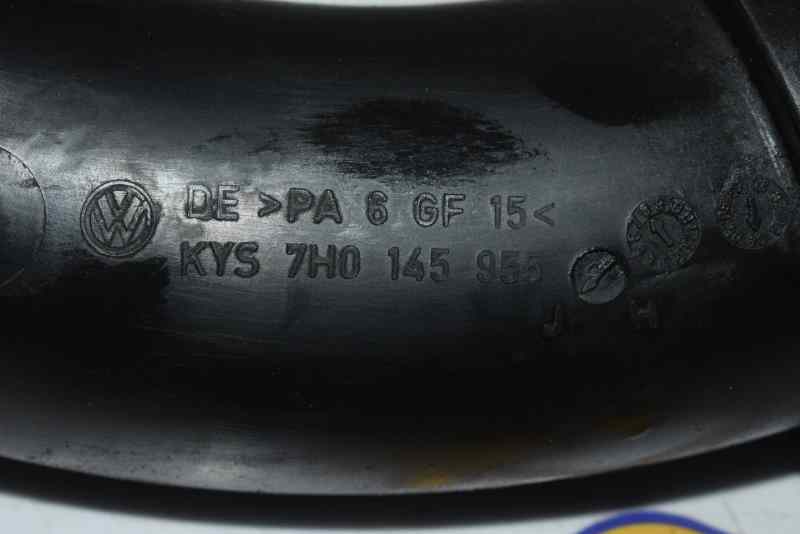 DE >PA 6 GF 15<
KYS 7H0 145 955
J H